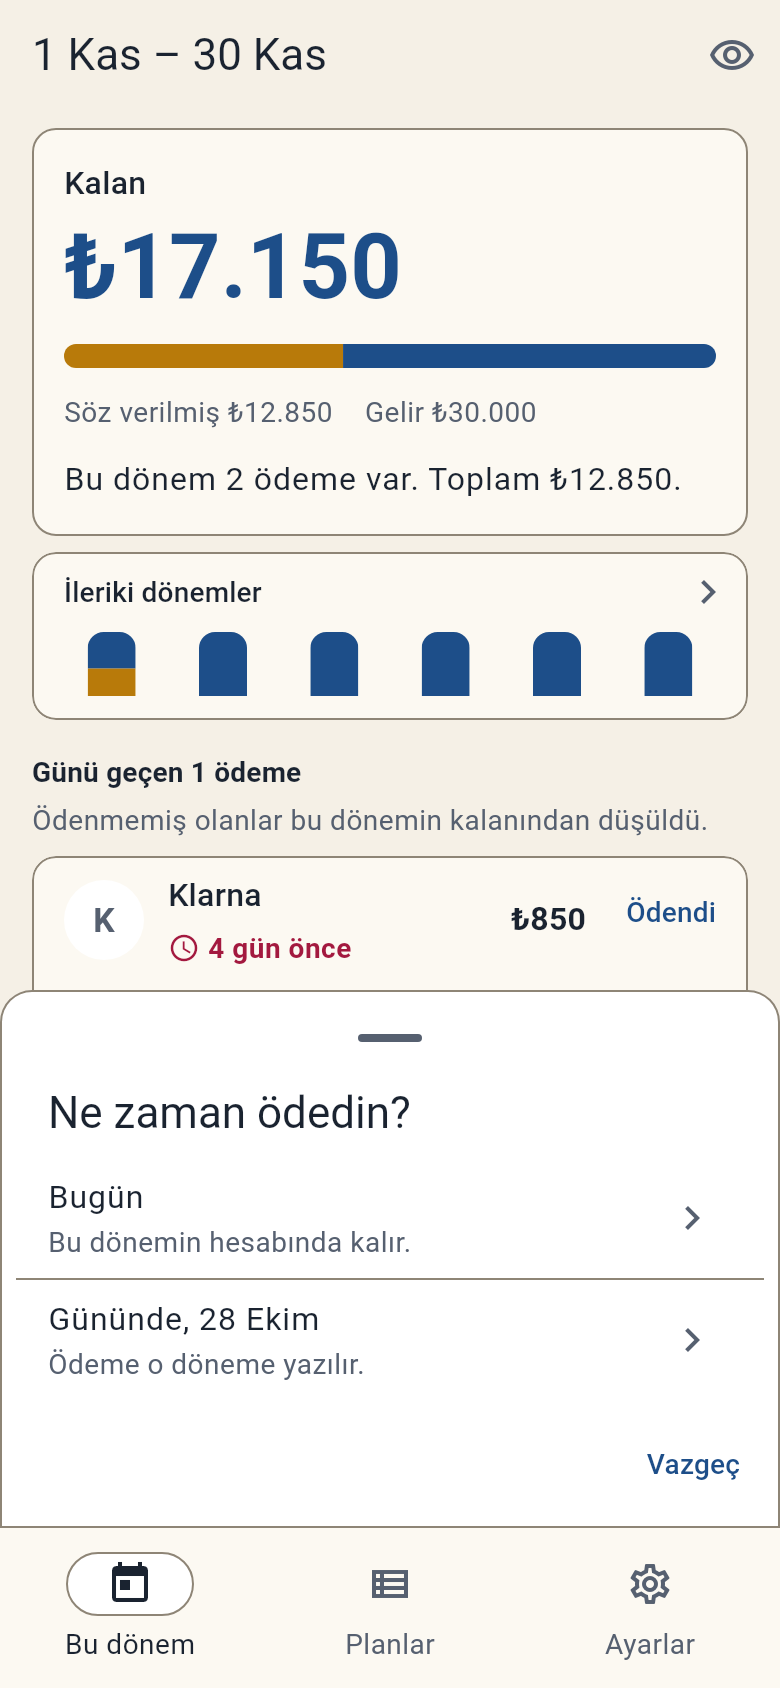 1 Kas – 30 Kas
Kalan
₺17.150
Söz verilmiş ₺12.850 Gelir ₺30.000
Bu dönem 2 ödeme var. Toplam ₺12.850.
İleriki dönemler
Günü geçen 1 ödeme
Ödenmemiş olanlar bu dönemin kalanından düşüldü.
K
Klarna
4 gün önce
₺850
Ödendi
Ne zaman ödedin?
Bugün
Bu dönemin hesabında kalır.
Gününde, 28 Ekim
Ödeme o döneme yazılır.
Vazgeç
Bu dönem
Planlar
Ayarlar